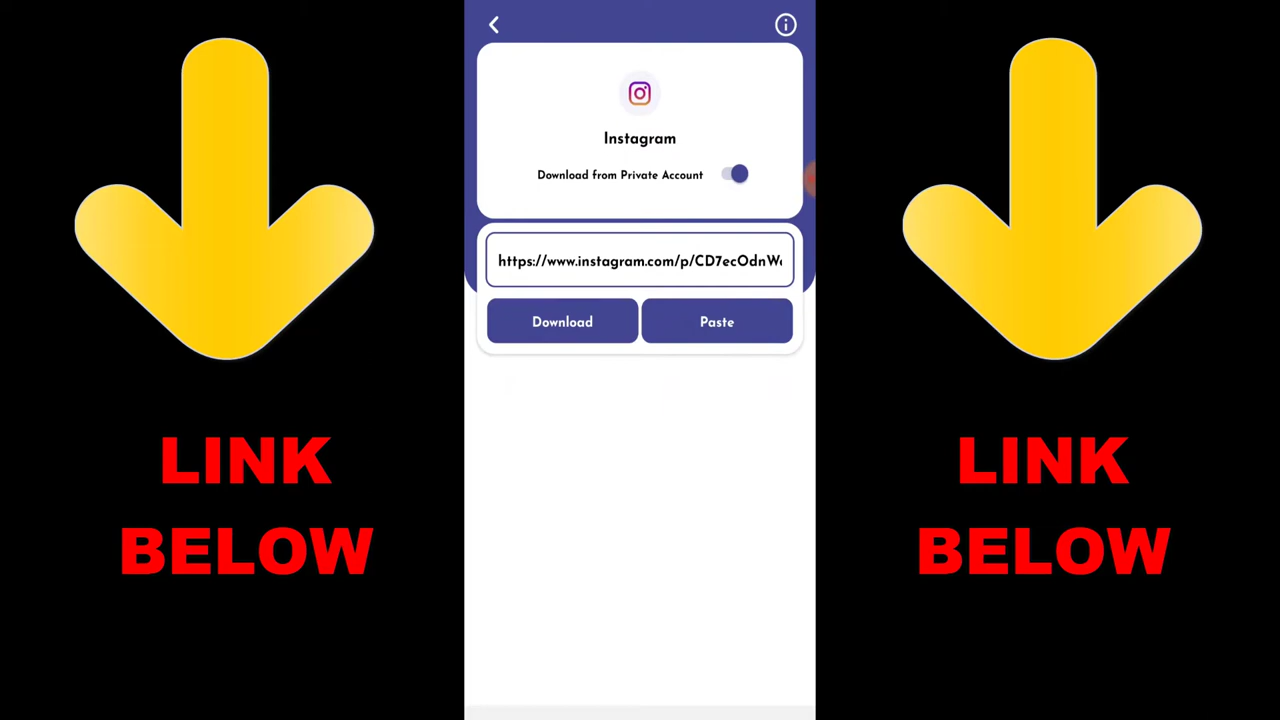 Instagram
Download from Private Account
https://www.instagram.com/p/CD7ecOdnW
Download Paste
LINK
BELOW
LINK
BELOW